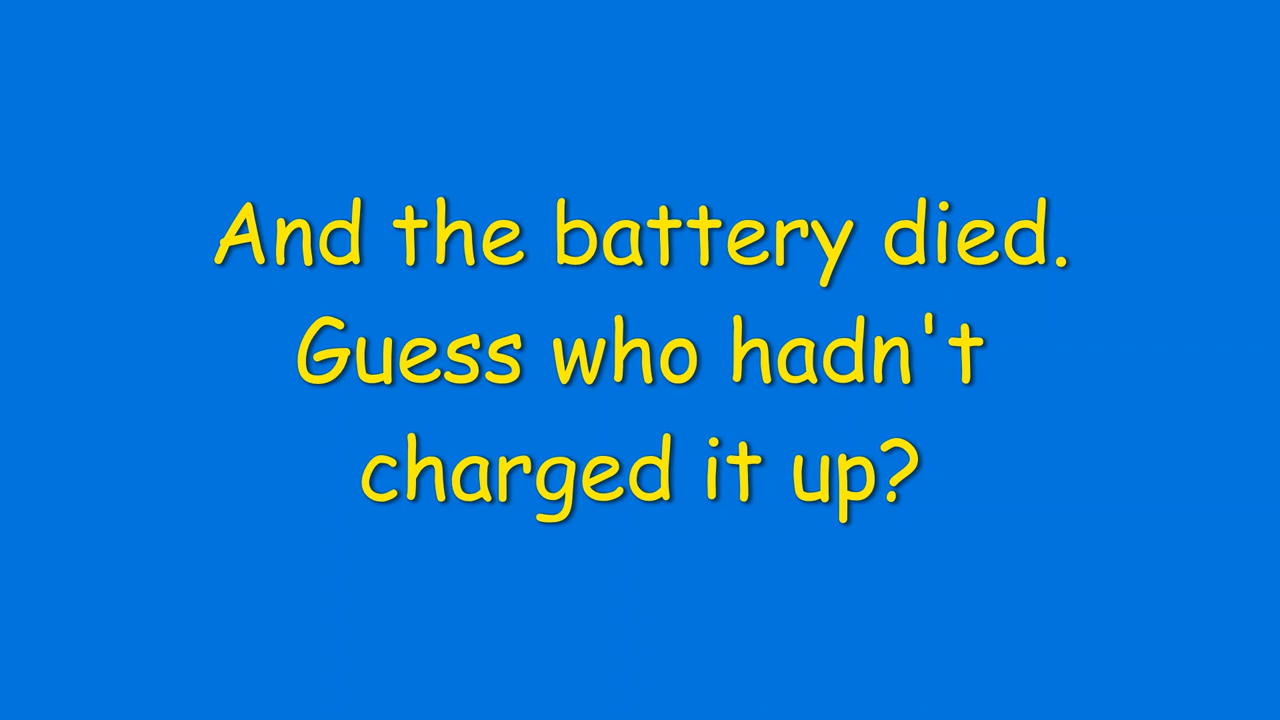 And the battery died.
Guess who hadn't
charged it up?